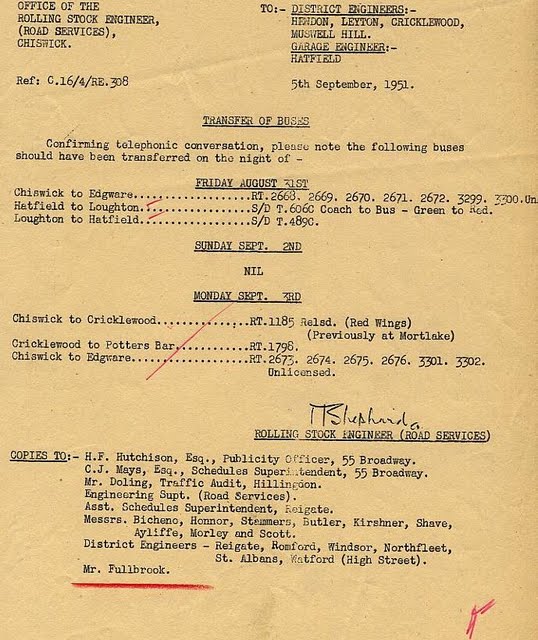 OFFICE OF THE
ROLLING STOCK ENGINEER,
(ROAD SERVICES),
CHISWICK.
TO:- DISTRICT ENGINEERS:-
HENDON, LEYTON, CRICKLEWOOD,
MUSWELL HILL.
GARAGE ENGINEER:-
HATFIELD
Ref: C.16/4/RE.308
5th September, 1951.
TRANSFER OF BUSES
Confirming telephonic conversation, please note the following buses
should have been transferred on the night of -
FRIDAY AUGUST 31ST
Chiswick to Edgware..................RT.2668. 2669. 2670. 2671. 2672. 3299. 3300.Unl
Hatfield to Loughton.................S/D T.606C Coach to Bus - Green to Red.
Loughton to Hatfield.................S/D T.489C.
SUNDAY SEPT. 2ND
NIL
MONDAY SEPT. 3RD
Chiswick to Cricklewood..............RT.1185 Relsd. (Red Wings)
(Previously at Mortlake)
Cricklewood to Potters Bar...........RT.1798.
Chiswick to Edgware..................RT.2673. 2674. 2675. 2676. 3301. 3302.
Unlicensed.
Shephard
ROLLING STOCK ENGINEER (ROAD SERVICES)
COPIES TO:- H.F. Hutchison, Esq., Publicity Officer, 55 Broadway.
C.J. Mays, Esq., Schedules Superintendent, 55 Broadway.
Mr. Doling, Traffic Audit, Hillingdon.
Engineering Supt. (Road Services).
Asst. Schedules Superintendent, Reigate.
Messrs. Bicheno, Honnor, Stammers, Butler, Kirshner, Shave,
Ayliffe, Morley and Scott.
District Engineers - Reigate, Romford, Windsor, Northfleet,
St. Albans, Watford (High Street).
Mr. Fullbrook.